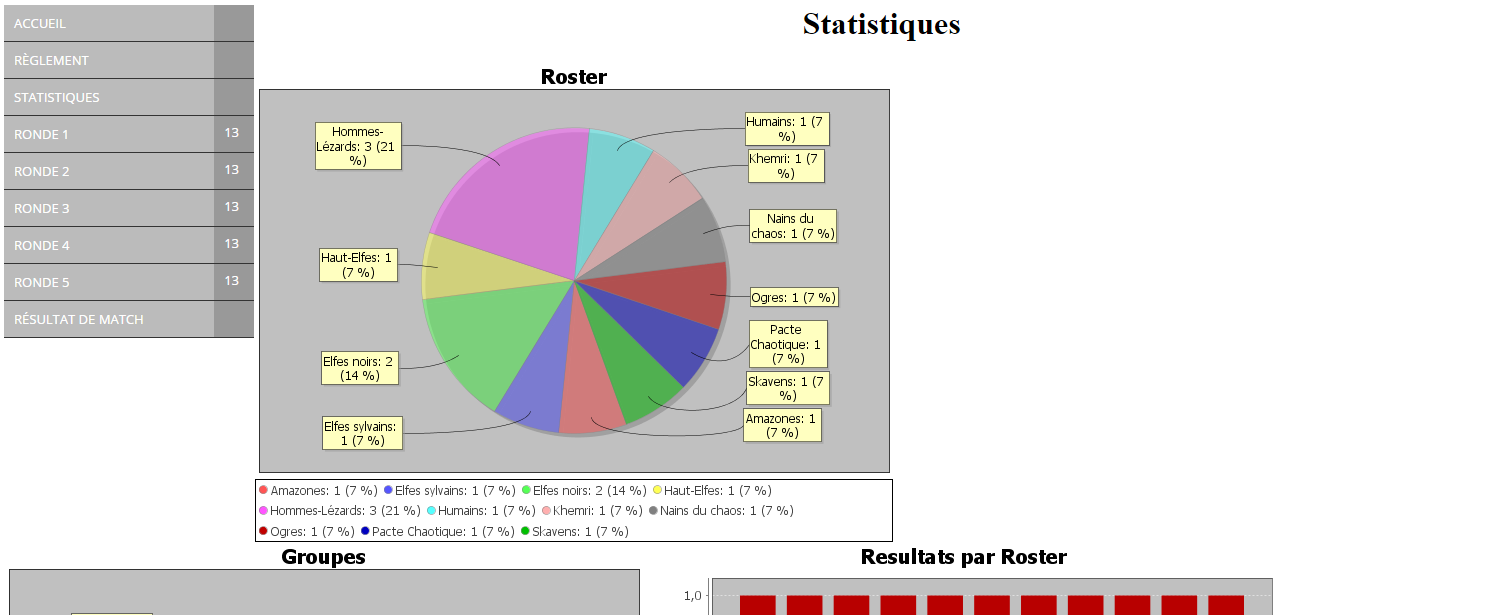 Statistiques
ACCUEIL
RÈGLEMENT
STATISTIQUES
RONDE 1 13
RONDE 2 13
RONDE 3 13
RONDE 4 13
RONDE 5 13
RÉSULTAT DE MATCH
Roster
Hommes-
Lézards: 3 (21
%)
Haut-Elfes: 1
(7 %)
Elfes noirs: 2
(14 %)
Elfes sylvains:
1 (7 %)
Humains: 1 (7
%)
Khemri: 1 (7
%)
Nains du
chaos: 1 (7 %)
Ogres: 1 (7 %)
Pacte
Chaotique: 1
(7 %)
Skavens: 1 (7
%)
Amazones: 1
(7 %)
Amazones: 1 (7 %) Elfes sylvains: 1 (7 %) Elfes noirs: 2 (14 %) Haut-Elfes: 1 (7 %)
Hommes-Lézards: 3 (21 %) Humains: 1 (7 %) Khemri: 1 (7 %) Nains du chaos: 1 (7 %)
Ogres: 1 (7 %) Pacte Chaotique: 1 (7 %) Skavens: 1 (7 %)
Groupes
Resultats par Roster
1,0